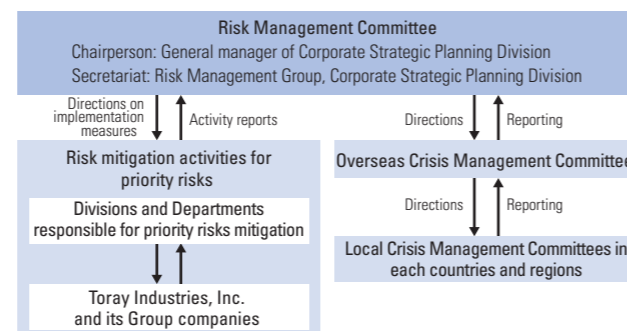 Risk Management Committee
Chairperson: General manager of Corporate Strategic Planning Division
Secretariat: Risk Management Group, Corporate Strategic Planning Division
Directions on
implementation
measures
Activity reports
Directions
Reporting
Risk mitigation activities for
priority risks
Overseas Crisis Management Committee
Divisions and Departments
responsible for priority risks mitigation
Directions
Reporting
Local Crisis Management Committees in
each countries and regions
Toray Industries, Inc.
and its Group companies